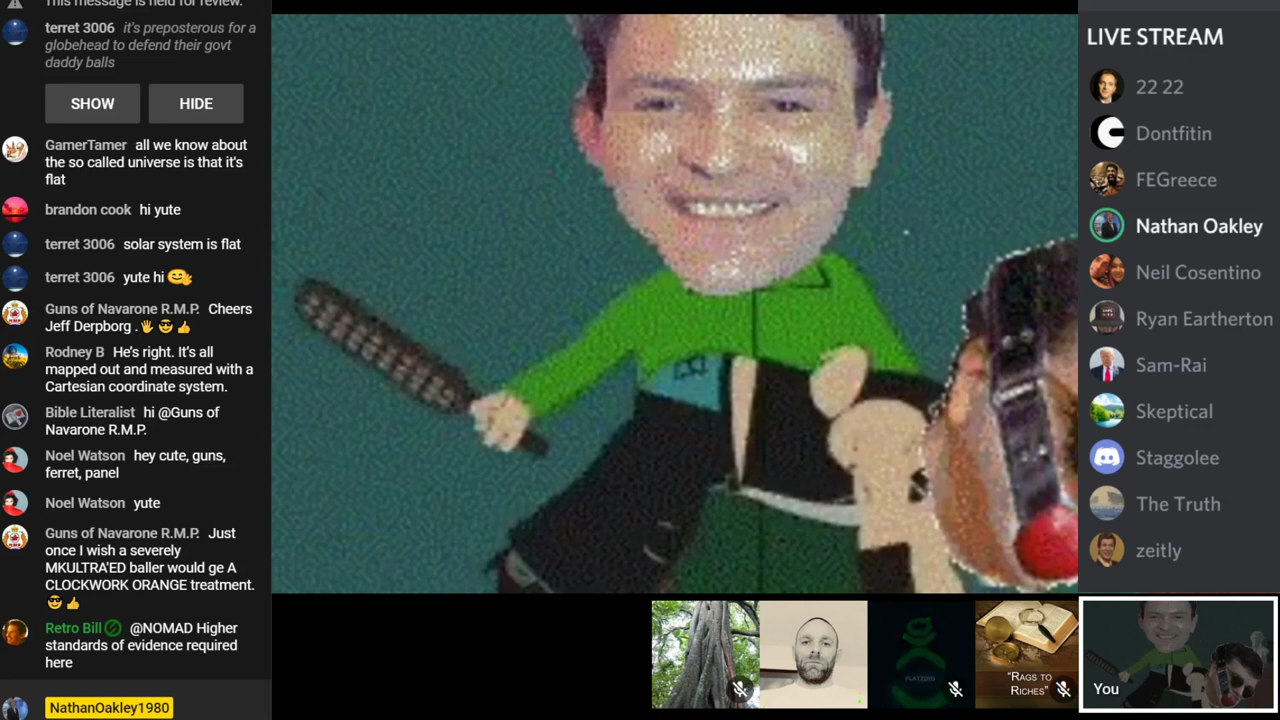 This message is held for review.
terret 3006 it's preposterous for a
globehead to defend their govt
daddy balls
SHOW HIDE
GamerTamer all we know about
the so called universe is that it's
flat
brandon cook hi yute
terret 3006 solar system is flat
terret 3006 yute hi
Guns of Navarone R.M.P. Cheers
Jeff Derpborg .
Rodney B He's right. It's all
mapped out and measured with a
Cartesian coordinate system.
Bible Literalist hi @Guns of
Navarone R.M.P.
Noel Watson hey cute, guns,
ferret, panel
Noel Watson yute
Guns of Navarone R.M.P. Just
once I wish a severely
MKULTRA'ED baller would ge A
CLOCKWORK ORANGE treatment.
Retro Bill @NOMAD Higher
standards of evidence required
here
NathanOakley1980
"RAGS TO
RICHES"
You
LIVE STREAM
22 22
Dontfitin
FEGreece
Nathan Oakley
Neil Cosentino
Ryan Eartherton
Sam-Rai
Skeptical
Staggolee
The Truth
zeitly